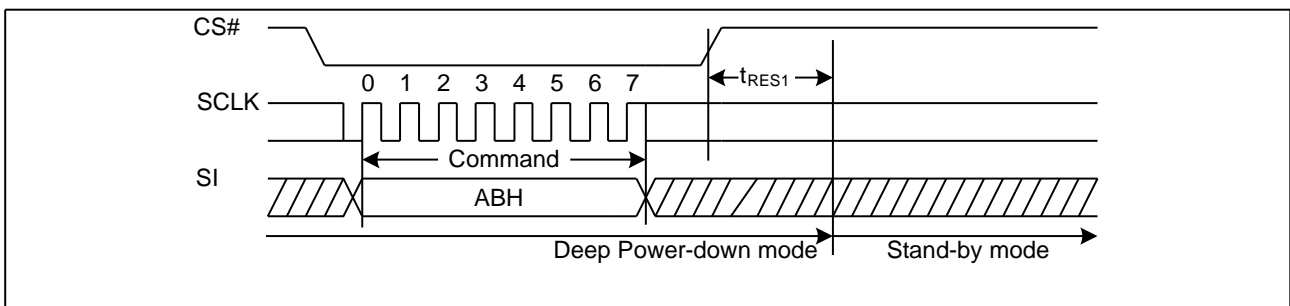 CS#
tRES1
0 1 2 3 4 5 6 7
SCLK
Command
SI
ABH
Deep Power-down mode Stand-by mode